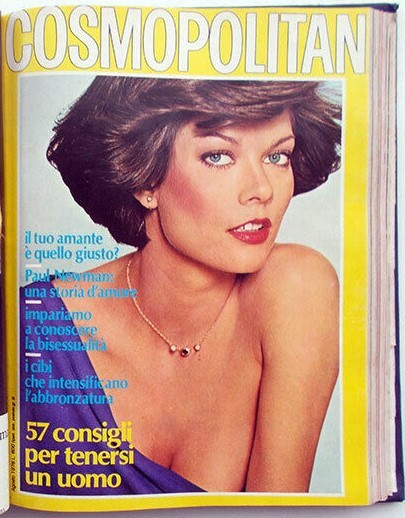 COSMOPOLITAN
il tuo amante
è quello giusto?
Paul Newman:
una storia d'amore
impariamo
a conoscere
la bisessualità
i cibi
che intensificano
l'abbronzatura
57 consigli
per tenersi
un uomo